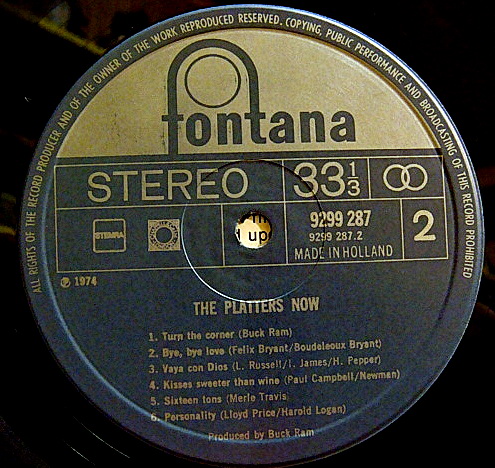 ALL RIGHTS OF THE RECORD PRODUCER AND OF THE OWNER OF THE WORK REPRODUCED RESERVED. COPYING, PUBLIC PERFORMANCE AND BROADCASTING OF THIS RECORD PROHIBITED
fontana
STEREO 33⅓
STEMRA
9299 287
9299 287.2
MADE IN HOLLAND
2
℗ 1974
THE PLATTERS NOW
1. Turn the corner (Buck Ram)
2. Bye, bye love (Felix Bryant/Boudeleoux Bryant)
3. Vaya con Dios (L. Russell/I. James/H. Pepper)
4. Kisses sweeter than wine (Paul Campbell/Newman)
5. Sixteen tons (Merle Travis)
6. Personality (Lloyd Price/Harold Logan)
Produced by Buck Ram